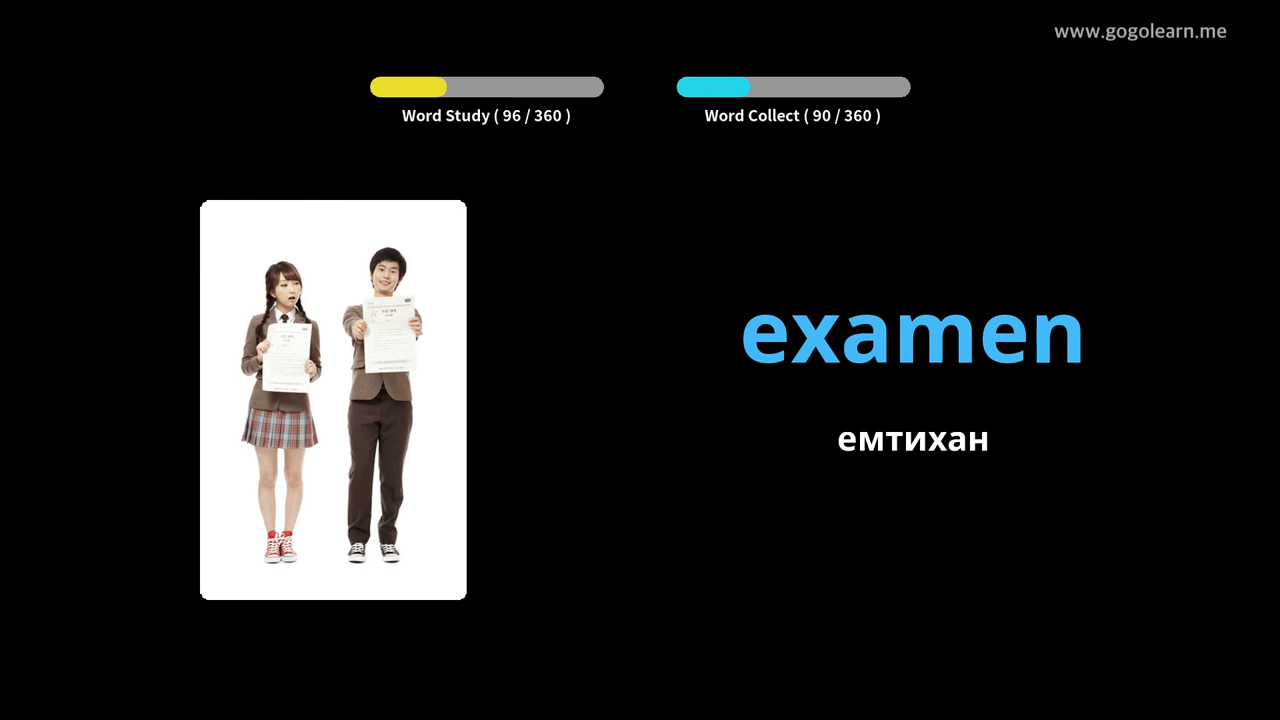 www.gogolearn.me
Word Study ( 96 / 360 )
Word Collect ( 90 / 360 )
examen
емтихан